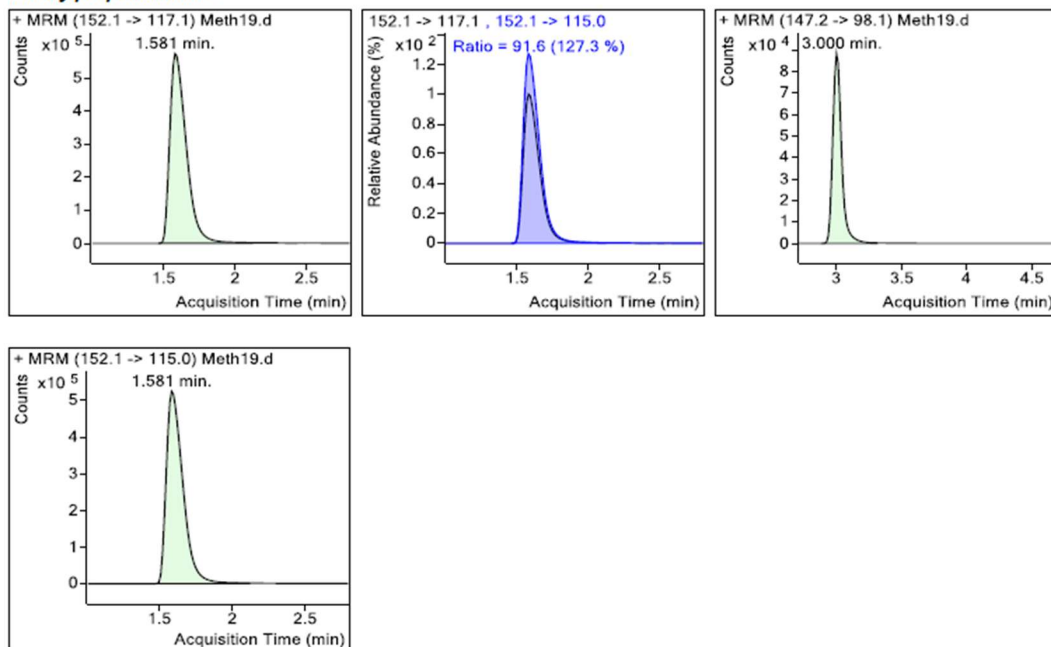 + MRM (152.1 -> 117.1) Meth19.d
Counts
x10 5
1.581 min.
5
4
3
2
1
0
1.5
2
2.5
Acquisition Time (min)
152.1 -> 117.1 , 152.1 -> 115.0
Relative Abundance (%)
x10 2
Ratio = 91.6 (127.3 %)
1.2
1
0.8
0.6
0.4
0.2
0
1.5
2
2.5
Acquisition Time (min)
+ MRM (147.2 -> 98.1) Meth19.d
Counts
x10 4
3.000 min.
8
7
6
5
4
3
2
1
0
3
3.5
4
4.5
Acquisition Time (min)
+ MRM (152.1 -> 115.0) Meth19.d
Counts
x10 5
1.581 min.
5
4
3
2
1
0
1.5
2
2.5
Acquisition Time (min)